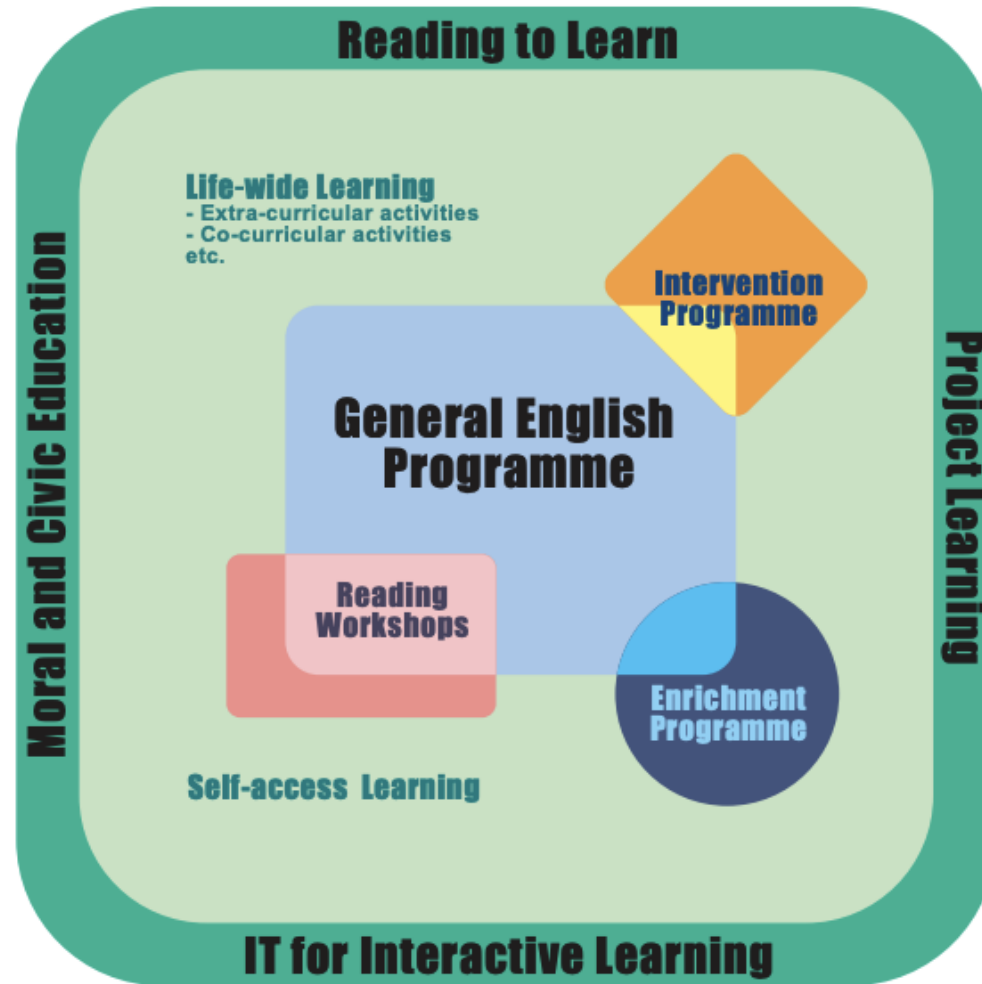 Reading to Learn
Life-wide Learning
- Extra-curricular activities
- Co-curricular activities
etc.
Intervention
Programme
Moral and Civic Education
Project Learning
General English
Programme
Reading
Workshops
Enrichment
Programme
Self-access Learning
IT for Interactive Learning